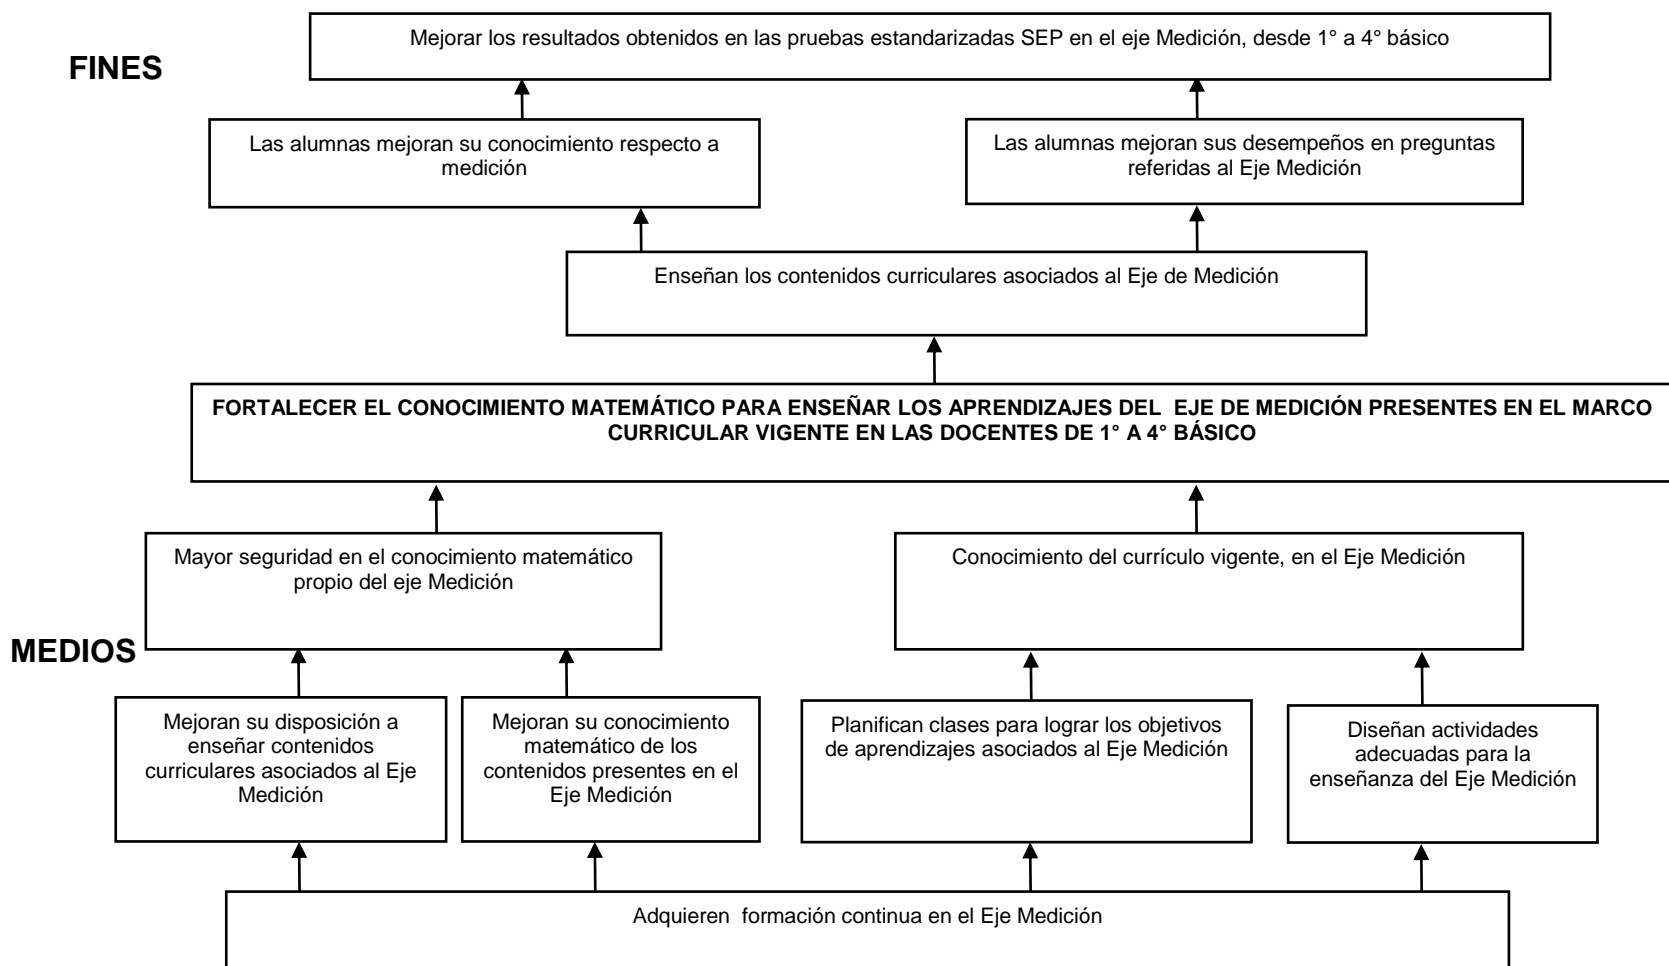 Mejorar los resultados obtenidos en las pruebas estandarizadas SEP en el eje Medición, desde 1° a 4° básico
FINES
Las alumnas mejoran su conocimiento respecto a
medición
Las alumnas mejoran sus desempeños en preguntas
referidas al Eje Medición
Enseñan los contenidos curriculares asociados al Eje de Medición
FORTALECER EL CONOCIMIENTO MATEMÁTICO PARA ENSEÑAR LOS APRENDIZAJES DEL EJE DE MEDICIÓN PRESENTES EN EL MARCO
CURRICULAR VIGENTE EN LAS DOCENTES DE 1° A 4° BÁSICO
Mayor seguridad en el conocimiento matemático
propio del eje Medición
Conocimiento del currículo vigente, en el Eje Medición
MEDIOS
Mejoran su disposición a
enseñar contenidos
curriculares asociados al Eje
Medición
Mejoran su conocimiento
matemático de los
contenidos presentes en el
Eje Medición
Planifican clases para lograr los objetivos
de aprendizajes asociados al Eje Medición
Diseñan actividades
adecuadas para la
enseñanza del Eje Medición
Adquieren formación continua en el Eje Medición